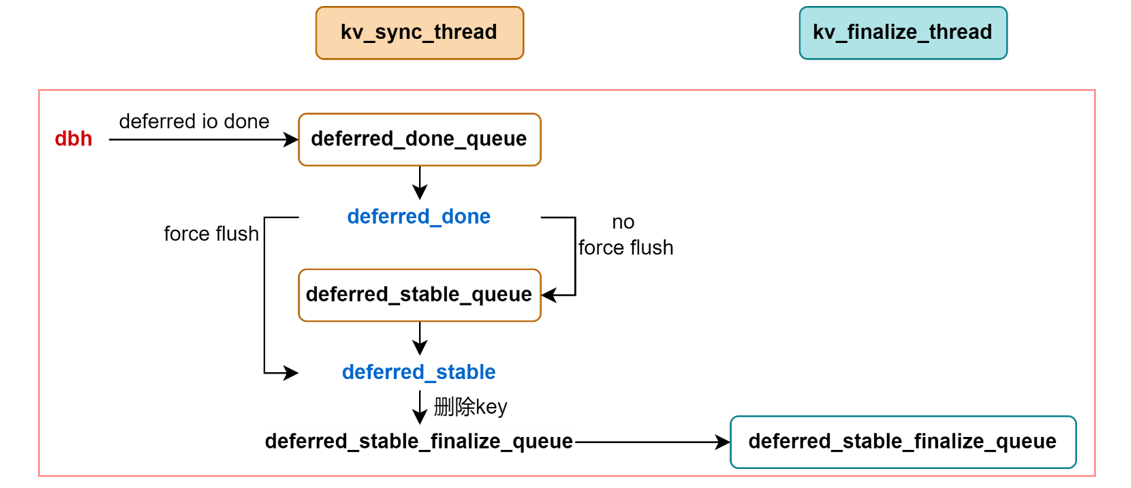 kv_sync_thread
kv_finalize_thread
dbh
deferred io done
deferred_done_queue
deferred_done
force flush
no
force flush
deferred_stable_queue
deferred_stable
删除key
deferred_stable_finalize_queue
deferred_stable_finalize_queue